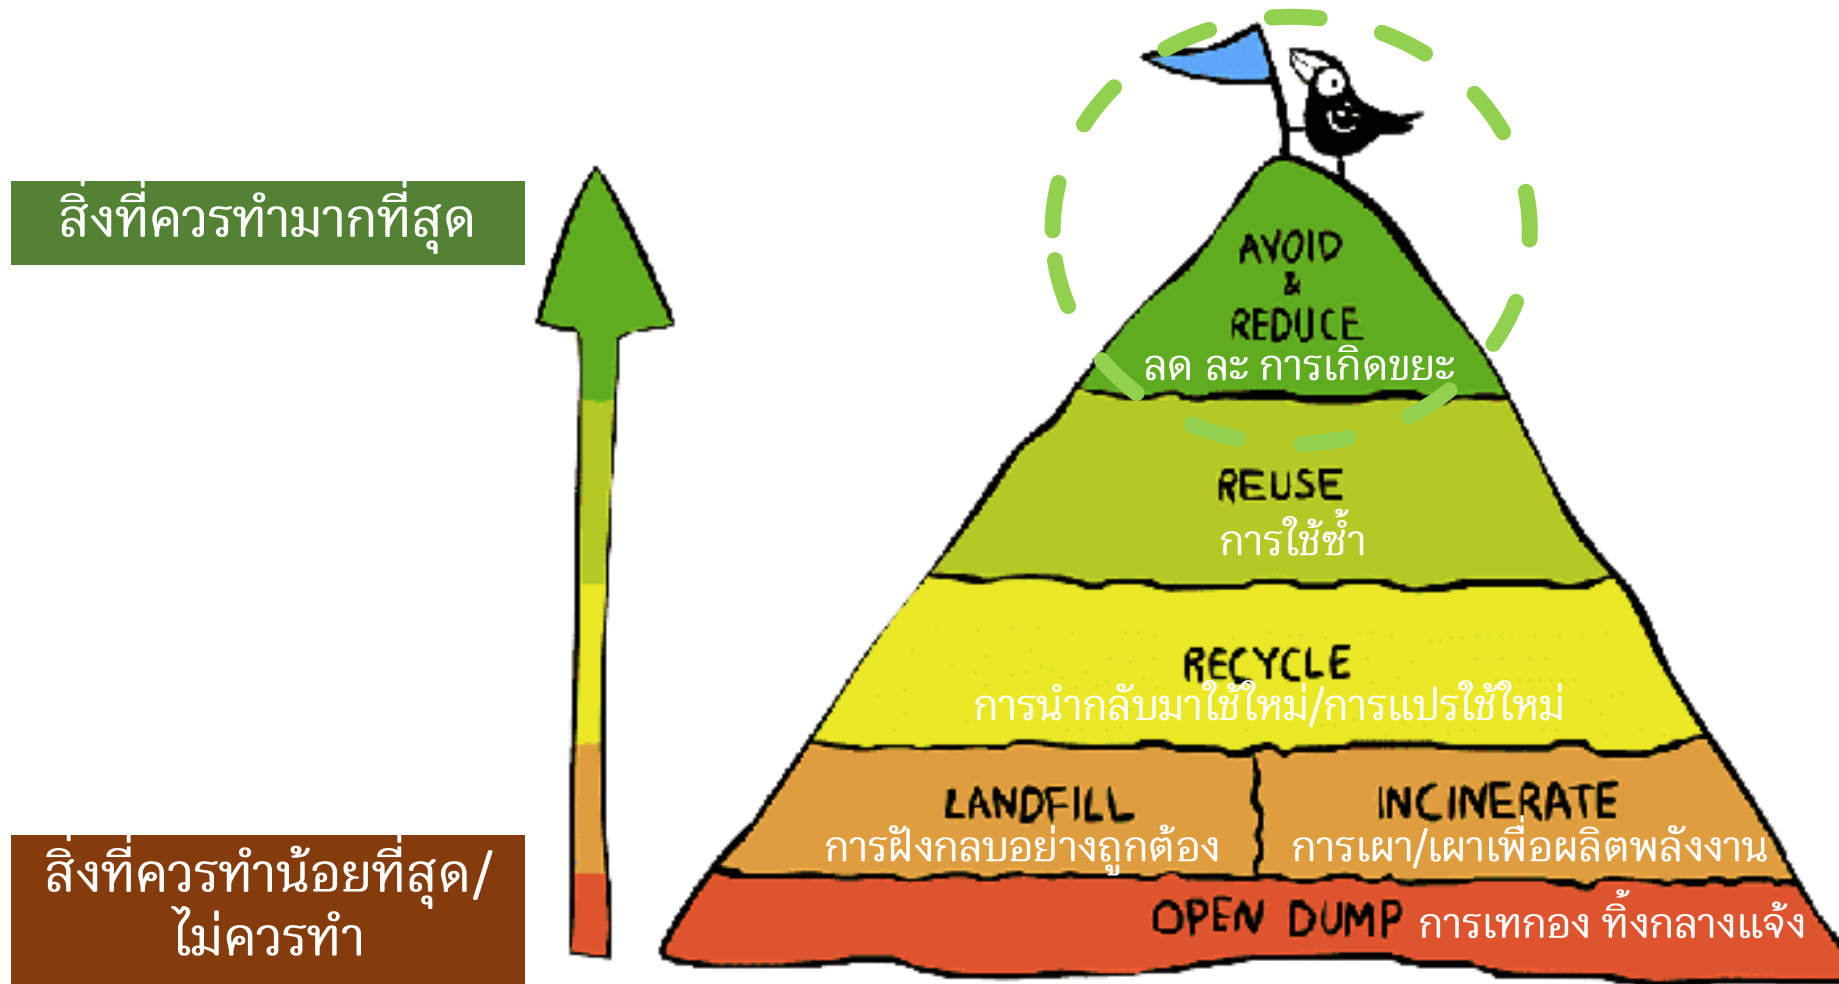 สิ่งที่ควรทำมากที่สุด
AVOID
&
REDUCE
ลด ละ การเกิดขยะ
REUSE
การใช้ซ้ำ
RECYCLE
การนำกลับมาใช้ใหม่/การแปรใช้ใหม่
LANDFILL
การฝังกลบอย่างถูกต้อง
INCINERATE
การเผา/เผาเพื่อผลิตพลังงาน
สิ่งที่ควรทำน้อยที่สุด/
ไม่ควรทำ
OPEN DUMP การเทกอง ทิ้งกลางแจ้ง